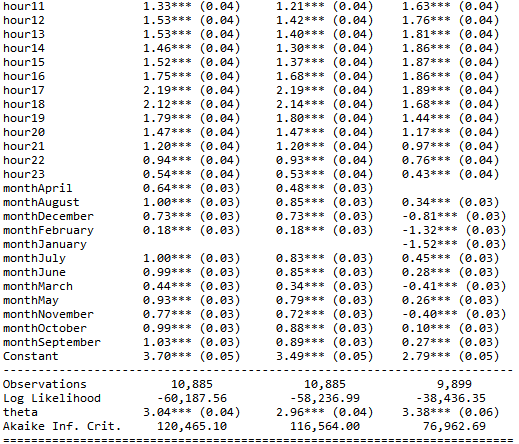 hour11 1.33*** (0.04) 1.21*** (0.04) 1.63*** (0.04)
hour12 1.53*** (0.04) 1.42*** (0.04) 1.76*** (0.04)
hour13 1.53*** (0.04) 1.40*** (0.04) 1.81*** (0.04)
hour14 1.46*** (0.04) 1.30*** (0.04) 1.86*** (0.04)
hour15 1.52*** (0.04) 1.37*** (0.04) 1.87*** (0.04)
hour16 1.75*** (0.04) 1.68*** (0.04) 1.86*** (0.04)
hour17 2.19*** (0.04) 2.19*** (0.04) 1.89*** (0.04)
hour18 2.12*** (0.04) 2.14*** (0.04) 1.68*** (0.04)
hour19 1.79*** (0.04) 1.80*** (0.04) 1.44*** (0.04)
hour20 1.47*** (0.04) 1.47*** (0.04) 1.17*** (0.04)
hour21 1.20*** (0.04) 1.20*** (0.04) 0.97*** (0.04)
hour22 0.94*** (0.04) 0.93*** (0.04) 0.76*** (0.04)
hour23 0.54*** (0.04) 0.53*** (0.04) 0.43*** (0.04)
monthApril 0.64*** (0.03) 0.48*** (0.03)
monthAugust 1.00*** (0.03) 0.85*** (0.03) 0.34*** (0.03)
monthDecember 0.73*** (0.03) 0.73*** (0.03) -0.81*** (0.03)
monthFebruary 0.18*** (0.03) 0.18*** (0.03) -1.32*** (0.03)
monthJanuary -1.52*** (0.03)
monthJuly 1.00*** (0.03) 0.83*** (0.03) 0.45*** (0.03)
monthJune 0.99*** (0.03) 0.85*** (0.03) 0.28*** (0.03)
monthMarch 0.44*** (0.03) 0.34*** (0.03) -0.41*** (0.03)
monthMay 0.93*** (0.03) 0.79*** (0.03) 0.26*** (0.03)
monthNovember 0.77*** (0.03) 0.72*** (0.03) -0.40*** (0.03)
monthOctober 0.99*** (0.03) 0.88*** (0.03) 0.10*** (0.03)
monthSeptember 1.03*** (0.03) 0.89*** (0.03) 0.27*** (0.03)
Constant 3.70*** (0.05) 3.49*** (0.05) 2.79*** (0.05)
Observations 10,885 10,885 9,899
Log Likelihood -60,187.56 -58,236.99 -38,436.35
theta 3.04*** (0.04) 2.96*** (0.04) 3.38*** (0.06)
Akaike Inf. Crit. 120,465.10 116,564.00 76,962.69